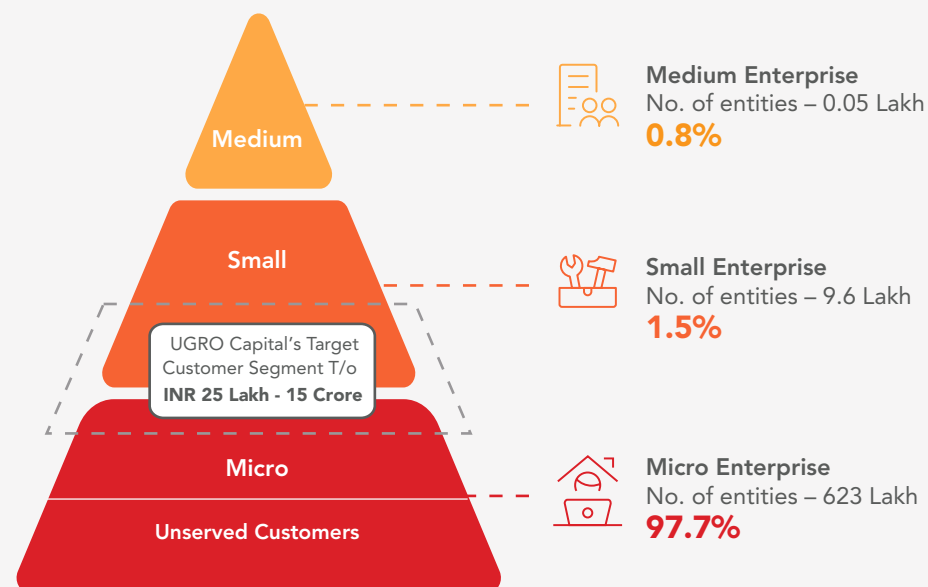 Medium
Medium Enterprise
No. of entities – 0.05 Lakh
0.8%
Small
Small Enterprise
No. of entities – 9.6 Lakh
1.5%
UGRO Capital's Target
Customer Segment T/o
INR 25 Lakh - 15 Crore
Micro
Unserved Customers
Micro Enterprise
No. of entities – 623 Lakh
97.7%